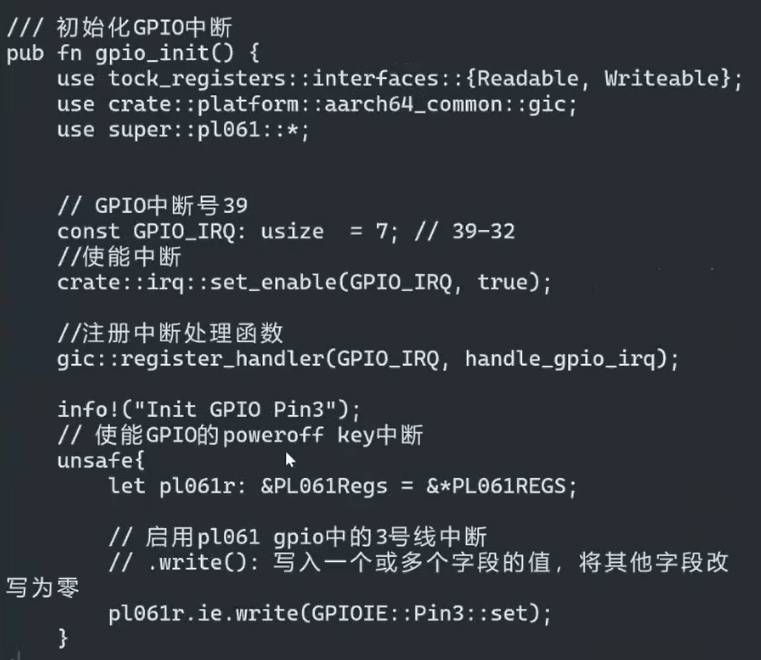 /// 初始化GPIO中断
pub fn gpio_init() {
    use tock_registers::interfaces::{Readable, Writeable};
    use crate::platform::aarch64_common::gic;
    use super::pl061::*;

    // GPIO中断号39
    const GPIO_IRQ: usize  = 7; // 39-32
    //使能中断
    crate::irq::set_enable(GPIO_IRQ, true);

    //注册中断处理函数
    gic::register_handler(GPIO_IRQ, handle_gpio_irq);

    info!("Init GPIO Pin3");
    // 使能GPIO的poweroff key中断
    unsafe{
        let pl061r: &PL061Regs = &*PL061REGS;

        // 启用pl061 gpio中的3号线中断
        // .write(): 写入一个或多个字段的值，将其他字段改
写为零
        pl061r.ie.write(GPIOIE::Pin3::set);
    }